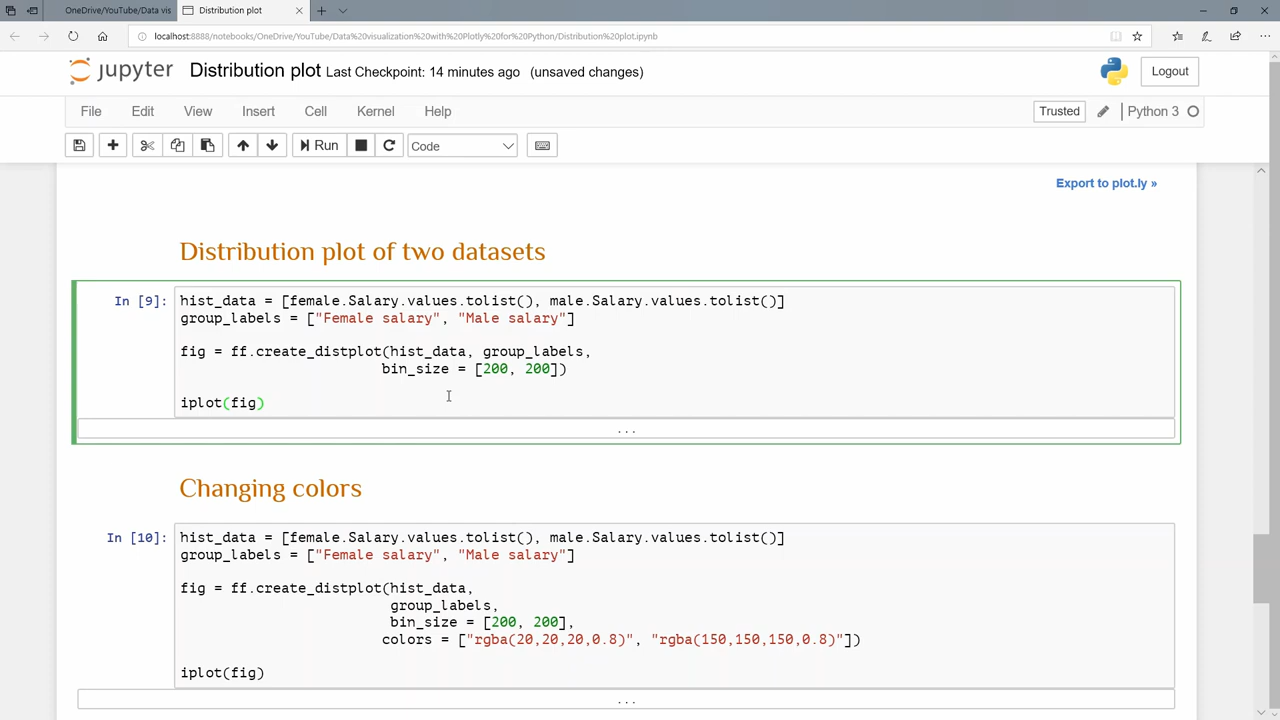 OneDrive/YouTube/Data vis
Distribution plot
localhost:8888/notebooks/OneDrive/YouTube/Data%20visualization%20with%20Plotly%20for%20Python/Distribution%20plot.ipynb
jupyter Distribution plot Last Checkpoint: 14 minutes ago (unsaved changes)
Logout
File Edit View Insert Cell Kernel Help
Trusted Python 3
Run Code
Export to plot.ly »
Distribution plot of two datasets
In [9]: hist_data = [female.Salary.values.tolist(), male.Salary.values.tolist()]
group_labels = ["Female salary", "Male salary"]
fig = ff.create_distplot(hist_data, group_labels,
bin_size = [200, 200])
iplot(fig)
...
Changing colors
In [10]: hist_data = [female.Salary.values.tolist(), male.Salary.values.tolist()]
group_labels = ["Female salary", "Male salary"]
fig = ff.create_distplot(hist_data,
group_labels,
bin_size = [200, 200],
colors = ["rgba(20,20,20,0.8)", "rgba(150,150,150,0.8)"])
iplot(fig)
...